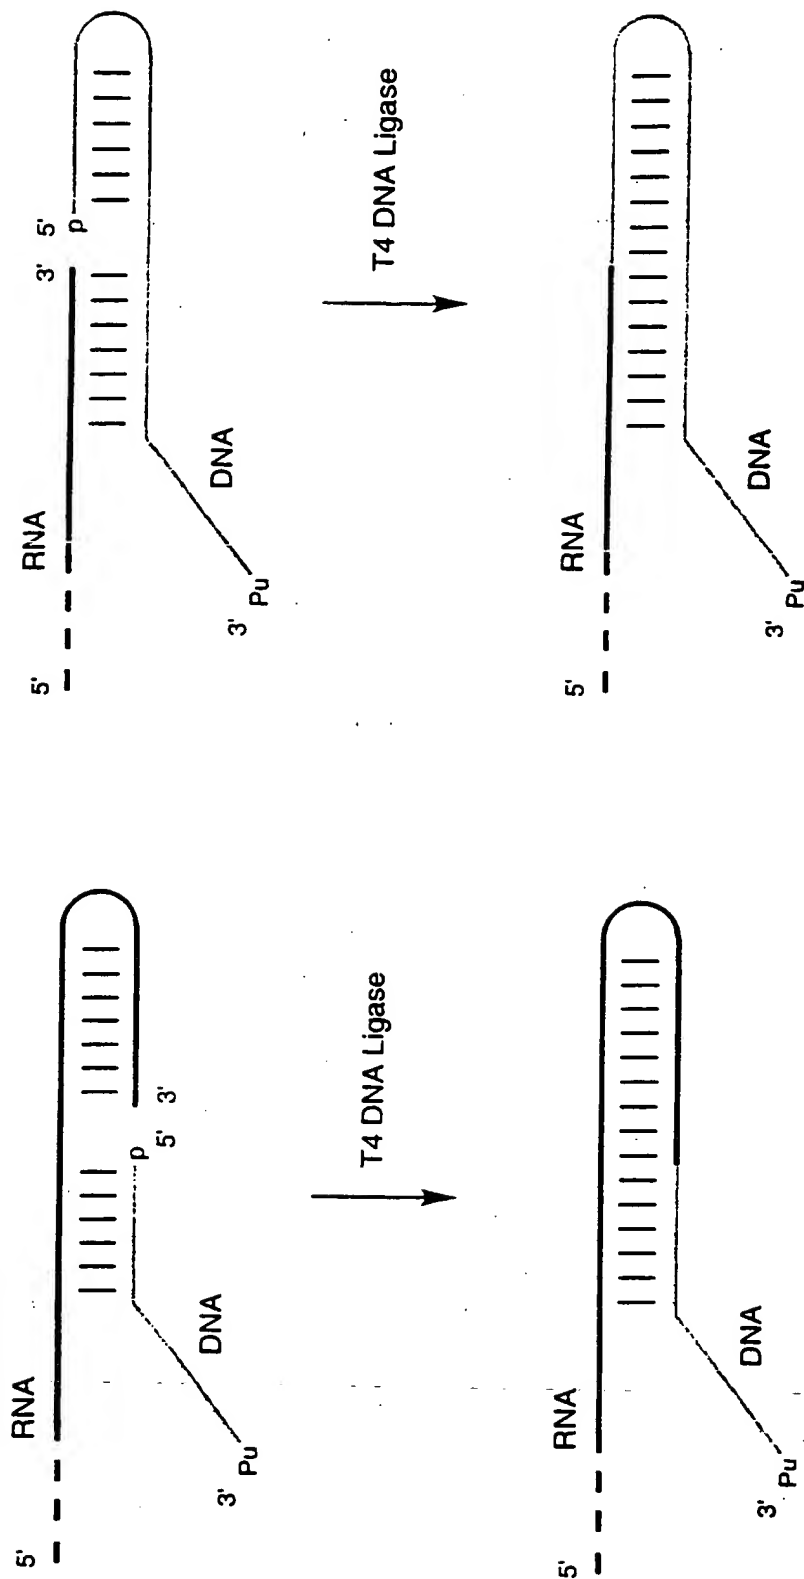 5' RNA
p
5' 3'
DNA
3' Pu
T4 DNA Ligase
5' RNA
DNA
3' Pu
5' RNA 3' 5'
p
DNA
3' Pu
T4 DNA Ligase
5' RNA
DNA
3' Pu